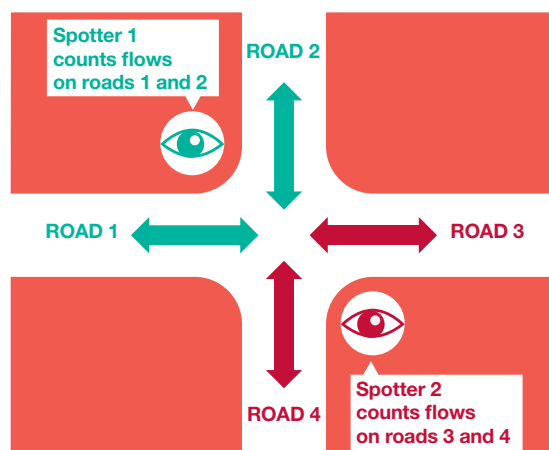 Spotter 1
counts flows
on roads 1 and 2
ROAD 2
ROAD 1
ROAD 3
ROAD 4
Spotter 2
counts flows
on roads 3 and 4